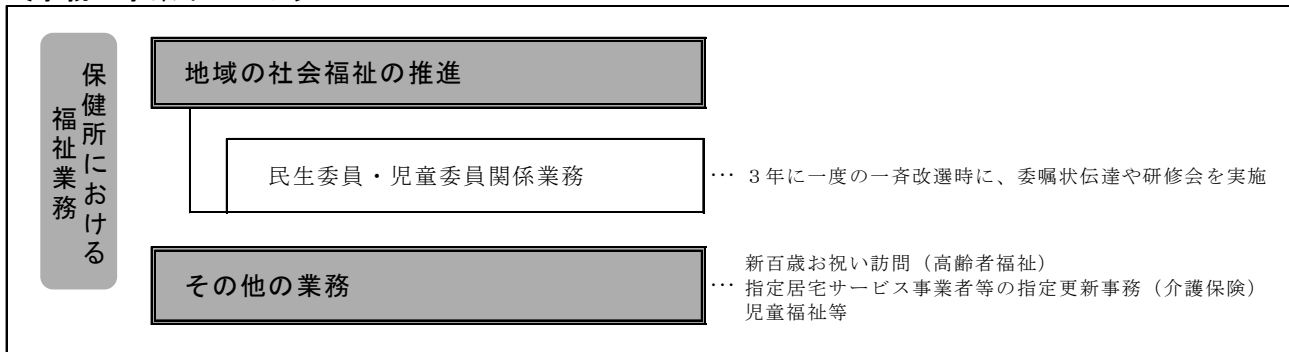 保健所における
福祉業務
地域の社会福祉の推進
民生委員・児童委員関係業務
… 3年に一度の一斉改選時に、委嘱状伝達や研修会を実施
その他の業務
新百歳お祝い訪問(高齢者福祉)
… 指定居宅サービス事業者等の指定更新事務(介護保険)
児童福祉等